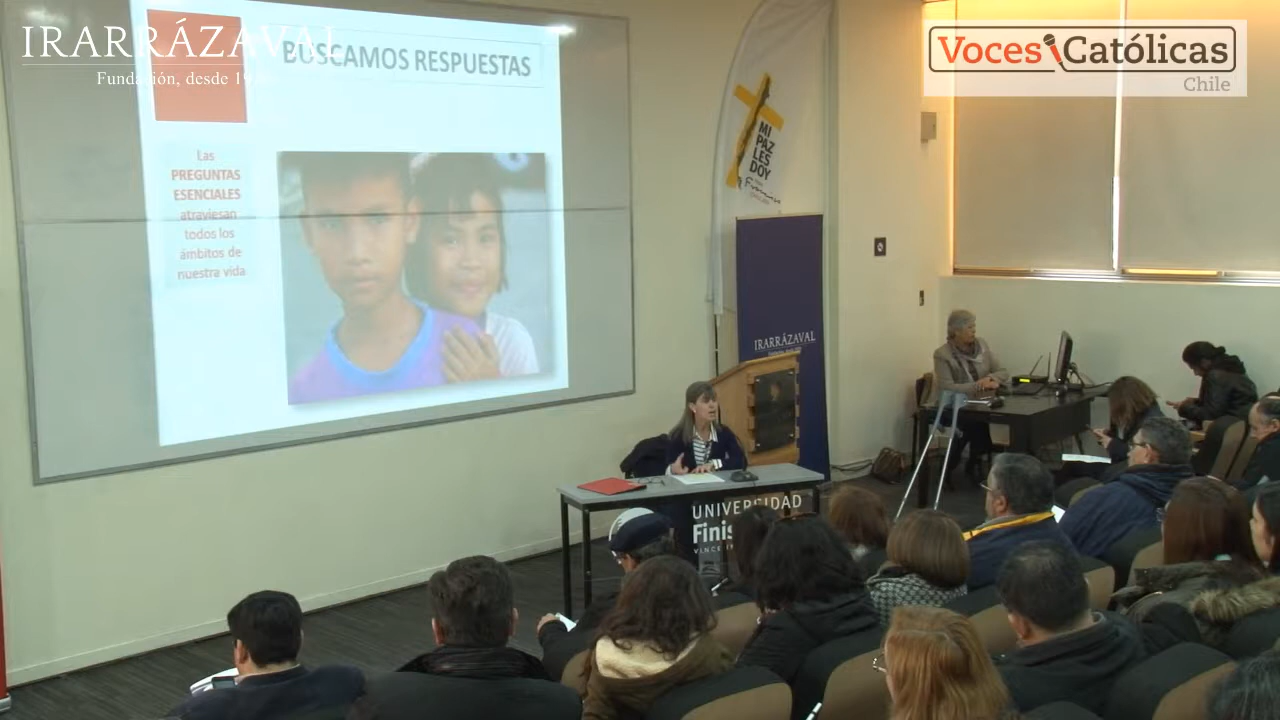 IRARRÁZAVAL
Fundación, desde
BUSCAMOS RESPUESTAS
Las
PREGUNTAS
ESENCIALES
atraviesan
todos los
ámbitos de
nuestra vida
Voces Católicas
Chile
MI
PAZ
LES
DOY
IRARRÁZAVAL
UNIVERSIDAD
Finis
VINCE